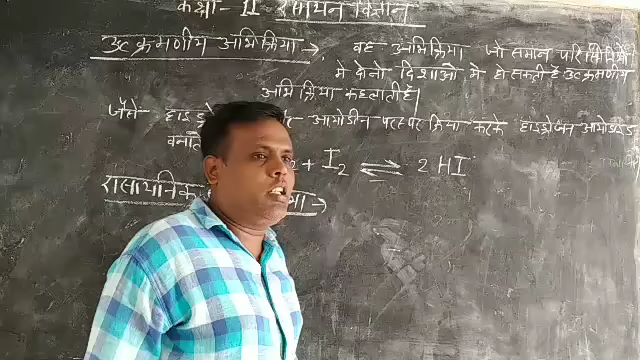 कक्षा - 11 रसायन विज्ञान
उत्क्रमणीय अभिक्रिया → वह अभिक्रिया जो समान परिस्थितियों
मे दोनो दिशाओ मे हो सकती हैं उत्क्रमणीय
अभिक्रिया कहलाती हैं।
जैसे- आयोडीन परस्पर क्रिया करके हाइड्रोजन आयोडाइड
+ I₂ ⇌ 2 HI
रासायनिक →